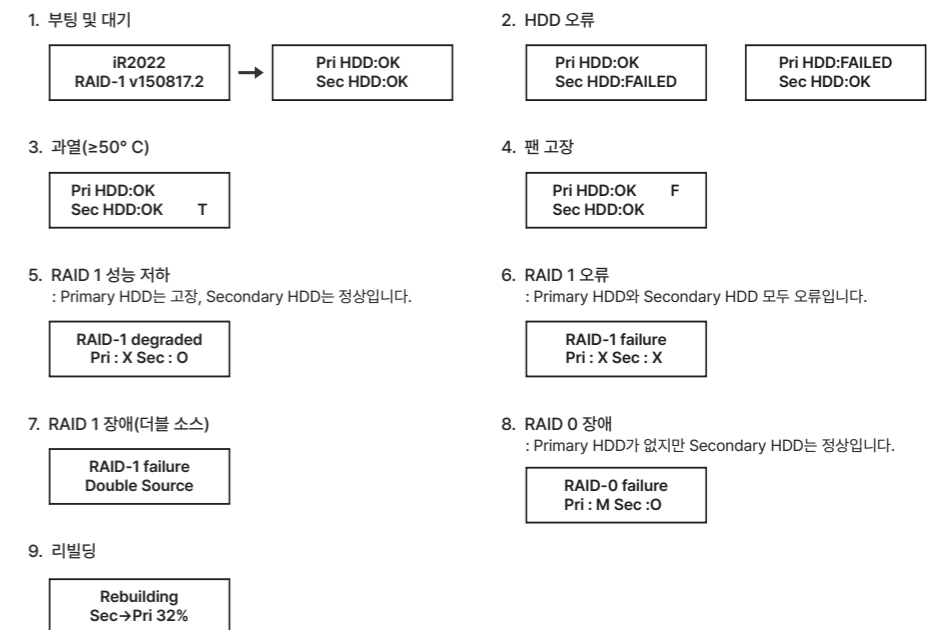 1. 부팅 및 대기
iR2022
RAID-1 v150817.2
→
Pri HDD:OK
Sec HDD:OK
2. HDD 오류
Pri HDD:OK
Sec HDD:FAILED
Pri HDD:FAILED
Sec HDD:OK
3. 과열(≥50° C)
Pri HDD:OK
Sec HDD:OK T
4. 팬 고장
Pri HDD:OK F
Sec HDD:OK
5. RAID 1 성능 저하
: Primary HDD는 고장, Secondary HDD는 정상입니다.
RAID-1 degraded
Pri : X Sec : O
6. RAID 1 오류
: Primary HDD와 Secondary HDD 모두 오류입니다.
RAID-1 failure
Pri : X Sec : X
7. RAID 1 장애(더블 소스)
RAID-1 failure
Double Source
8. RAID 0 장애
: Primary HDD가 없지만 Secondary HDD는 정상입니다.
RAID-0 failure
Pri : M Sec :O
9. 리빌딩
Rebuilding
Sec→Pri 32%